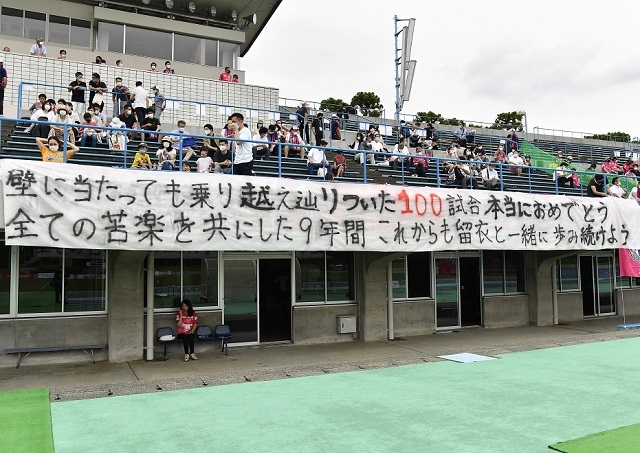 壁に当たっても乗り越え辿りついた100試合本当におめでとう
全ての苦楽を共にした9年間 これからも留衣と一緒に歩み続けよう